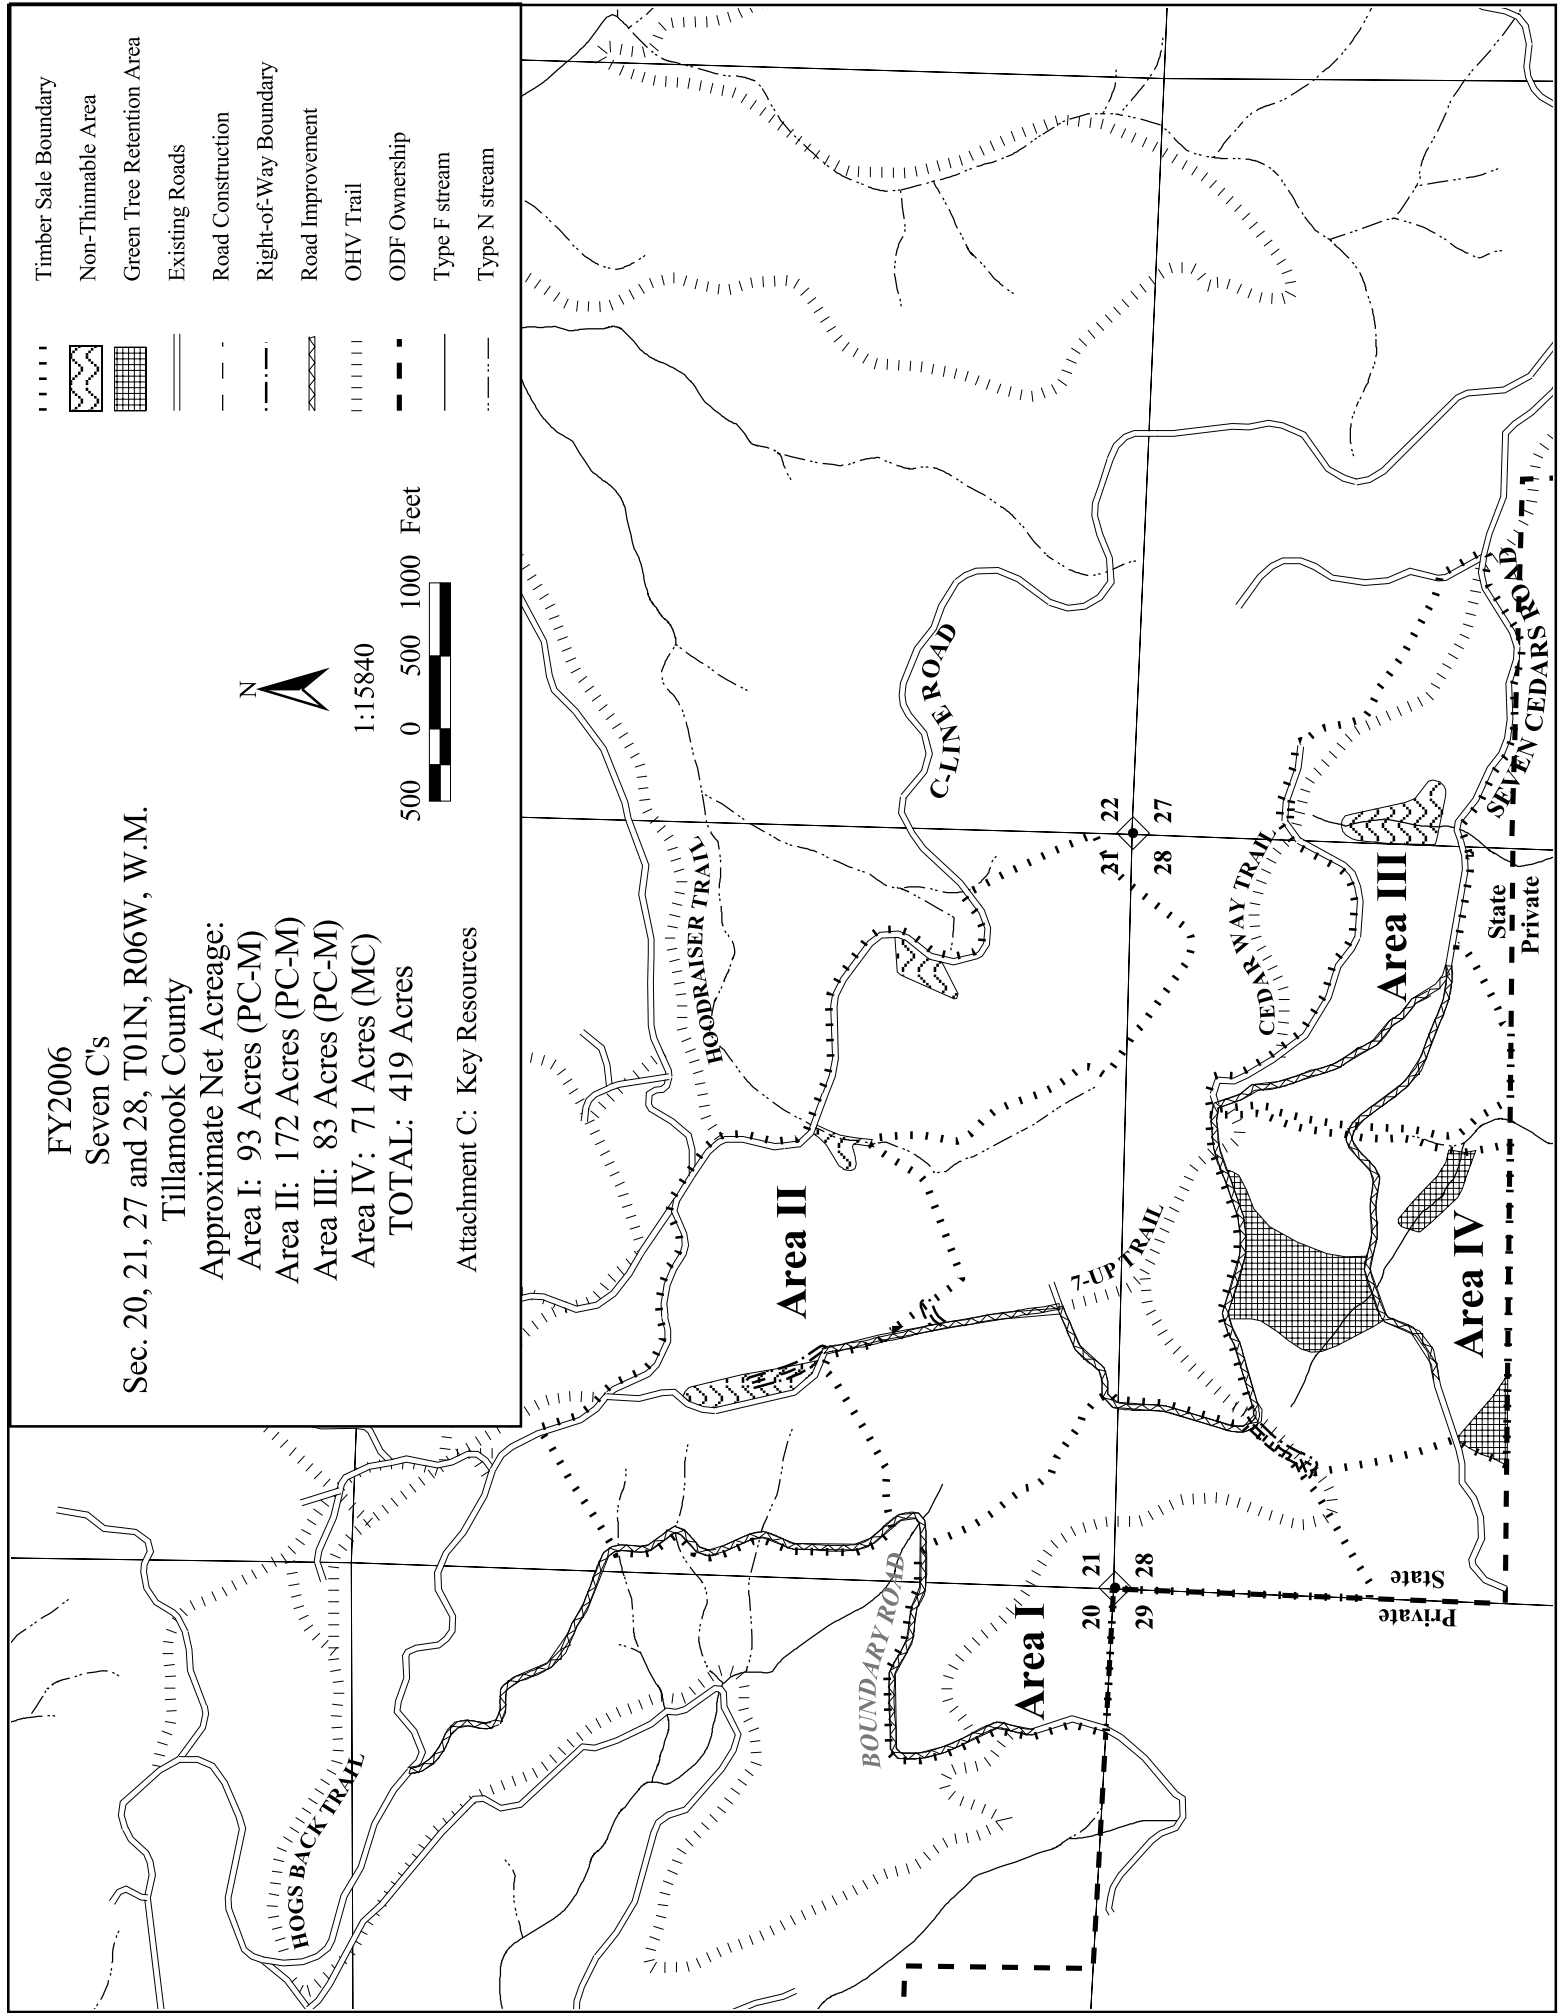 FY2006
Seven C's
Sec. 20, 21, 27 and 28, T01N, R06W, W.M.
Tillamook County
Approximate Net Acreage:
Area I: 93 Acres (PC-M)
Area II: 172 Acres (PC-M)
Area III: 83 Acres (PC-M)
Area IV: 71 Acres (MC)
TOTAL: 419 Acres
Attachment C: Key Resources
N
1:15840
500 0 500 1000 Feet
Timber Sale Boundary
Non-Thinnable Area
Green Tree Retention Area
Existing Roads
Road Construction
Right-of-Way Boundary
Road Improvement
OHV Trail
ODF Ownership
Type F stream
Type N stream
HOGS BACK TRAIL
HOODRAISER TRAIL
Area II
C-LINE ROAD
BOUNDARY ROAD
Area I
20 21
29 28
21 22
28 27
7-UP TRAIL
CEDAR WAY TRAIL
Area III
Area IV
SEVEN CEDARS ROAD
State
Private
State
Private